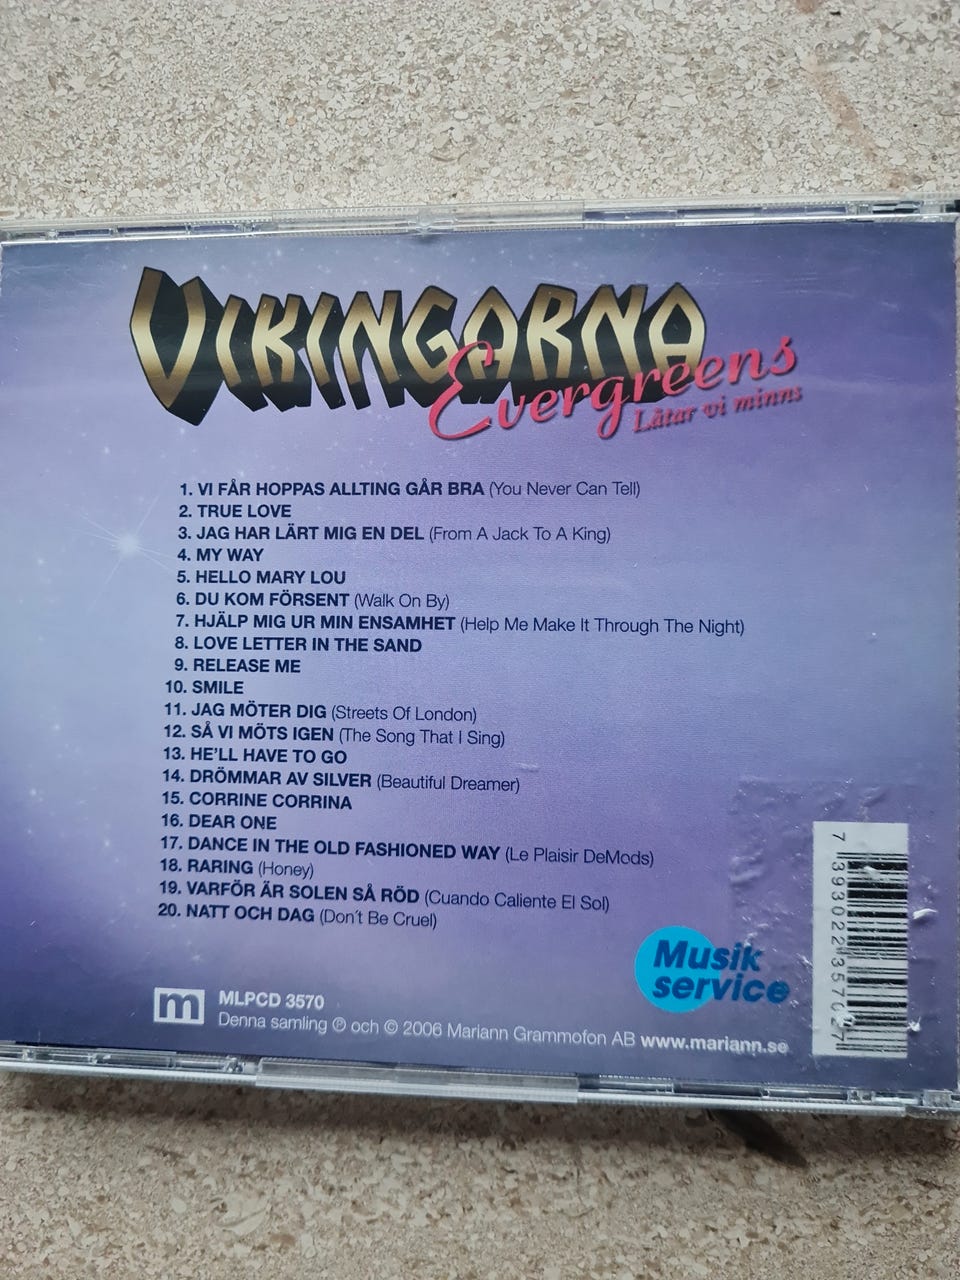 VIKINGARNA
Evergreens
Låtar vi minns
1. VI FÅR HOPPAS ALLTING GÅR BRA (You Never Can Tell)
2. TRUE LOVE
3. JAG HAR LÄRT MIG EN DEL (From A Jack To A King)
4. MY WAY
5. HELLO MARY LOU
6. DU KOM FÖRSENT (Walk On By)
7. HJÄLP MIG UR MIN ENSAMHET (Help Me Make It Through The Night)
8. LOVE LETTER IN THE SAND
9. RELEASE ME
10. SMILE
11. JAG MÖTER DIG (Streets Of London)
12. SÅ VI MÖTS IGEN (The Song That I Sing)
13. HE'LL HAVE TO GO
14. DRÖMMAR AV SILVER (Beautiful Dreamer)
15. CORRINE CORRINA
16. DEAR ONE
17. DANCE IN THE OLD FASHIONED WAY (Le Plaisir DeMods)
18. RARING (Honey)
19. VARFÖR ÄR SOLEN SÅ RÖD (Cuando Caliente El Sol)
20. NATT OCH DAG (Don´t Be Cruel)
Musik
service
7 393022 357027
m
MLPCD 3570
Denna samling ℗ och © 2006 Mariann Grammofon AB www.mariann.se